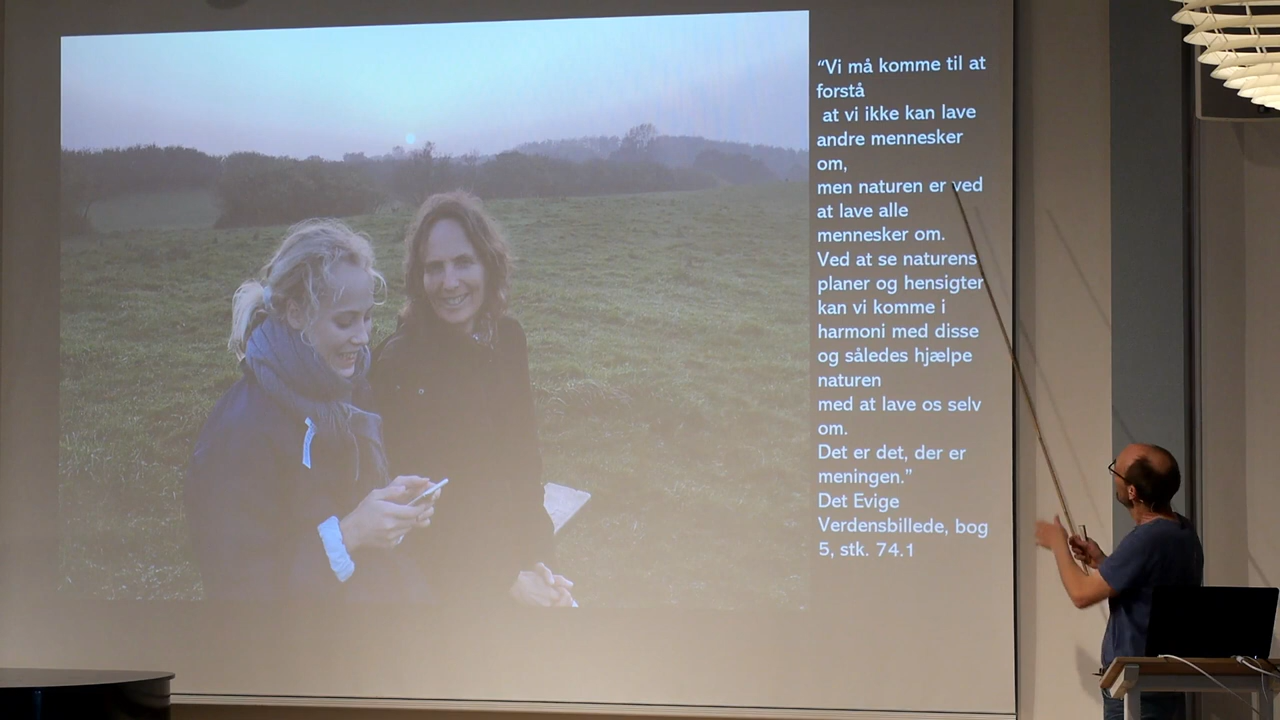 “Vi må komme til at
forstå
at vi ikke kan lave
andre mennesker
om,
men naturen er ved
at lave alle
mennesker om.
Ved at se naturens
planer og hensigter
kan vi komme i
harmoni med disse
og således hjælpe
naturen
med at lave os selv
om.
Det er det, der er
meningen.”
Det Evige
Verdensbillede, bog
5, stk. 74.1